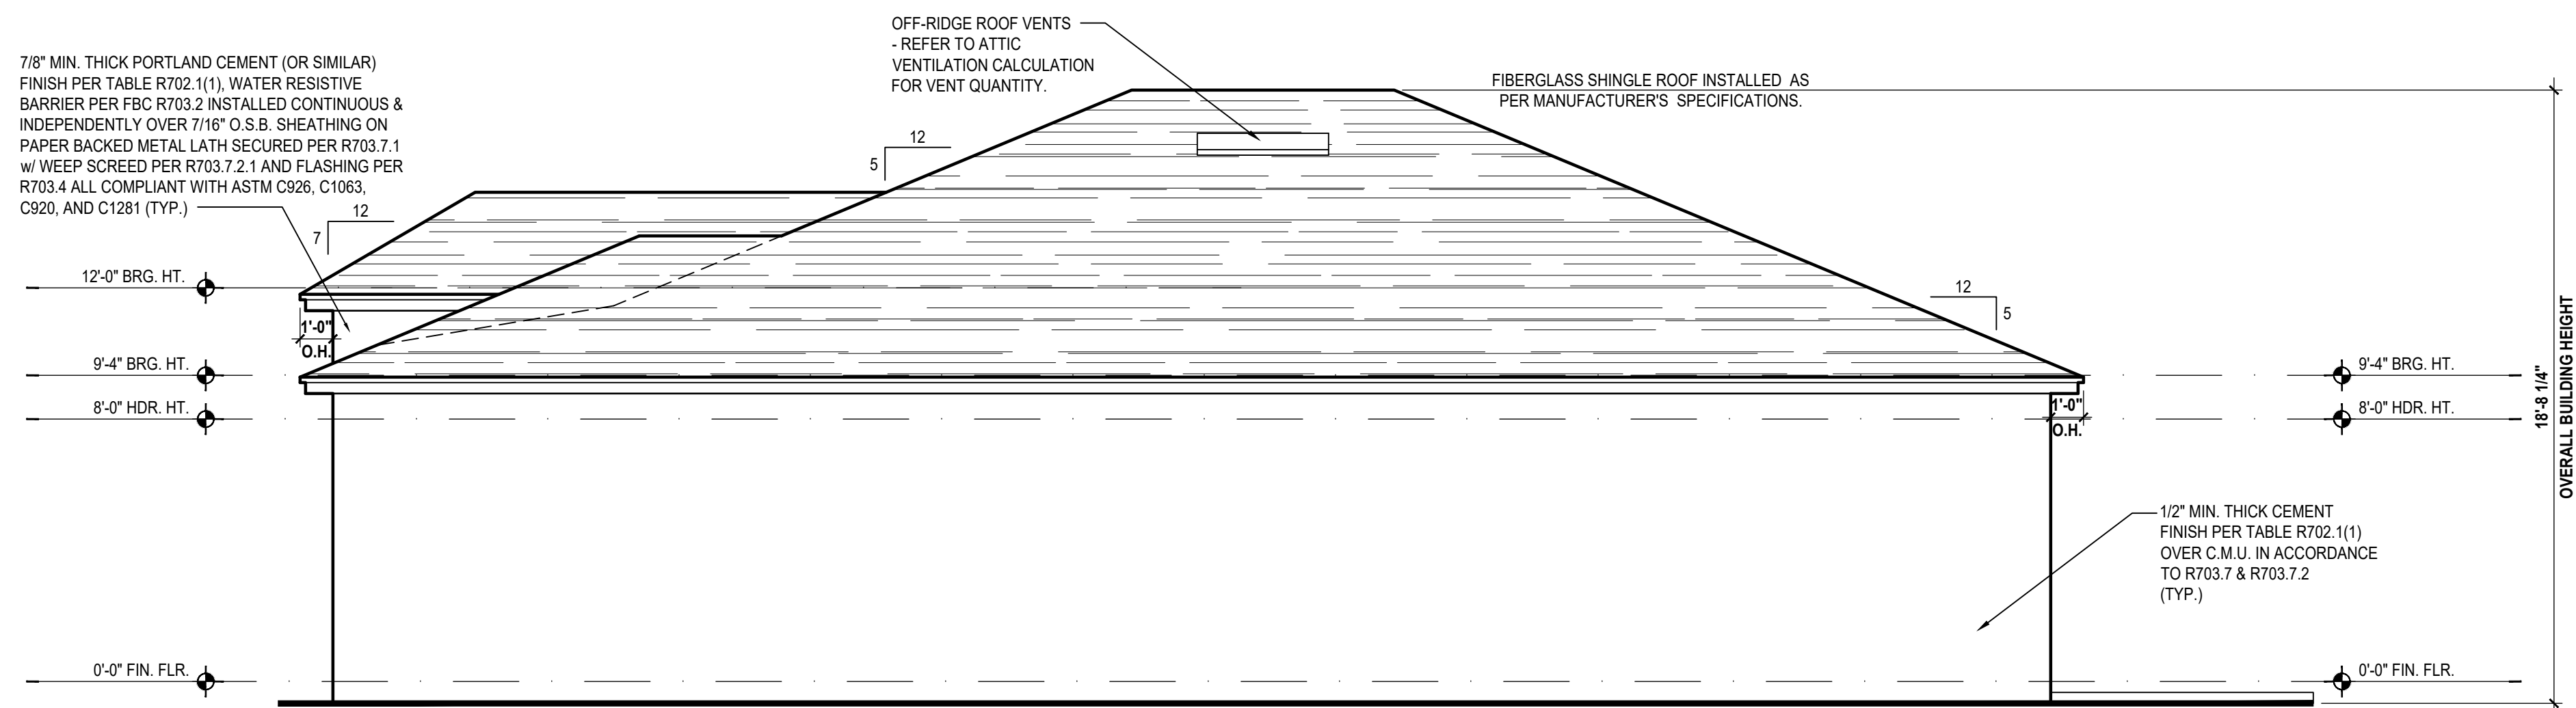 OFF-RIDGE ROOF VENTS
- REFER TO ATTIC
VENTILATION CALCULATION
FOR VENT QUANTITY.
7/8" MIN. THICK PORTLAND CEMENT (OR SIMILAR)
FINISH PER TABLE R702.1(1), WATER RESISTIVE
BARRIER PER FBC R703.2 INSTALLED CONTINUOUS &
INDEPENDENTLY OVER 7/16" O.S.B. SHEATHING ON
PAPER BACKED METAL LATH SECURED PER R703.7.1
w/ WEEP SCREED PER R703.7.2.1 AND FLASHING PER
R703.4 ALL COMPLIANT WITH ASTM C926, C1063,
C920, AND C1281 (TYP.)
FIBERGLASS SHINGLE ROOF INSTALLED AS
PER MANUFACTURER'S SPECIFICATIONS.
12
5
12
7
12
5
12'-0" BRG. HT.
1'-0"
O.H.
9'-4" BRG. HT.
8'-0" HDR. HT.
0'-0" FIN. FLR.
9'-4" BRG. HT.
8'-0" HDR. HT.
1'-0"
O.H.
18'-8 1/4"
OVERALL BUILDING HEIGHT
1/2" MIN. THICK CEMENT
FINISH PER TABLE R702.1(1)
OVER C.M.U. IN ACCORDANCE
TO R703.7 & R703.7.2
(TYP.)
0'-0" FIN. FLR.